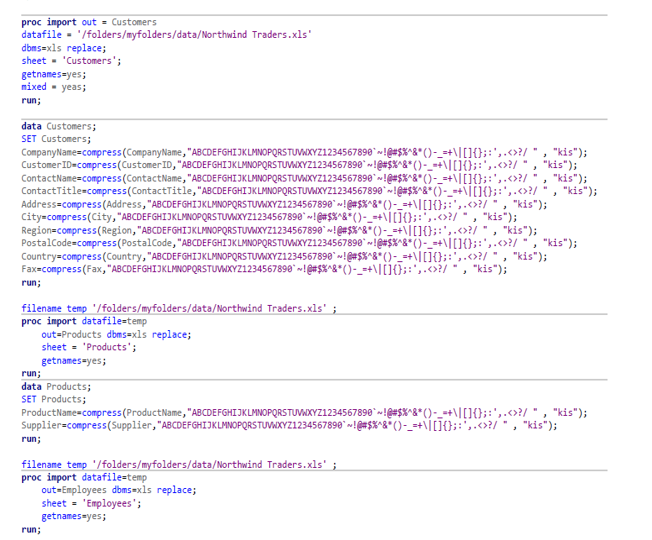 proc import out = Customers
datafile = '/folders/myfolders/data/Northwind Traders.xls'
dbms=xls replace;
sheet = 'Customers';
getnames=yes;
mixed = yeas;
run;
data Customers;
SET Customers;
CompanyName=compress(CompanyName,"ABCDEFGHIJKLMNOPQRSTUVWXYZ1234567890`~!@#$%^&*()-_=+\|[]{};:',.<>?/ " , "kis");
CustomerID=compress(CustomerID,"ABCDEFGHIJKLMNOPQRSTUVWXYZ1234567890`~!@#$%^&*()-_=+\|[]{};:',.<>?/ " , "kis");
ContactName=compress(ContactName,"ABCDEFGHIJKLMNOPQRSTUVWXYZ1234567890`~!@#$%^&*()-_=+\|[]{};:',.<>?/ " , "kis");
ContactTitle=compress(ContactTitle,"ABCDEFGHIJKLMNOPQRSTUVWXYZ1234567890`~!@#$%^&*()-_=+\|[]{};:',.<>?/ " , "kis");
Address=compress(Address,"ABCDEFGHIJKLMNOPQRSTUVWXYZ1234567890`~!@#$%^&*()-_=+\|[]{};:',.<>?/ " , "kis");
City=compress(City,"ABCDEFGHIJKLMNOPQRSTUVWXYZ1234567890`~!@#$%^&*()-_=+\|[]{};:',.<>?/ " , "kis");
Region=compress(Region,"ABCDEFGHIJKLMNOPQRSTUVWXYZ1234567890`~!@#$%^&*()-_=+\|[]{};:',.<>?/ " , "kis");
PostalCode=compress(PostalCode,"ABCDEFGHIJKLMNOPQRSTUVWXYZ1234567890`~!@#$%^&*()-_=+\|[]{};:',.<>?/ " , "kis");
Country=compress(Country,"ABCDEFGHIJKLMNOPQRSTUVWXYZ1234567890`~!@#$%^&*()-_=+\|[]{};:',.<>?/ " , "kis");
Fax=compress(Fax,"ABCDEFGHIJKLMNOPQRSTUVWXYZ1234567890`~!@#$%^&*()-_=+\|[]{};:',.<>?/ " , "kis");
run;
filename temp '/folders/myfolders/data/Northwind Traders.xls' ;
proc import datafile=temp
out=Products dbms=xls replace;
sheet = 'Products';
getnames=yes;
run;
data Products;
SET Products;
ProductName=compress(ProductName,"ABCDEFGHIJKLMNOPQRSTUVWXYZ1234567890`~!@#$%^&*()-_=+\|[]{};:',.<>?/ " , "kis");
Supplier=compress(Supplier,"ABCDEFGHIJKLMNOPQRSTUVWXYZ1234567890`~!@#$%^&*()-_=+\|[]{};:',.<>?/ " , "kis");
run;
filename temp '/folders/myfolders/data/Northwind Traders.xls' ;
proc import datafile=temp
out=Employees dbms=xls replace;
sheet = 'Employees';
getnames=yes;
run;